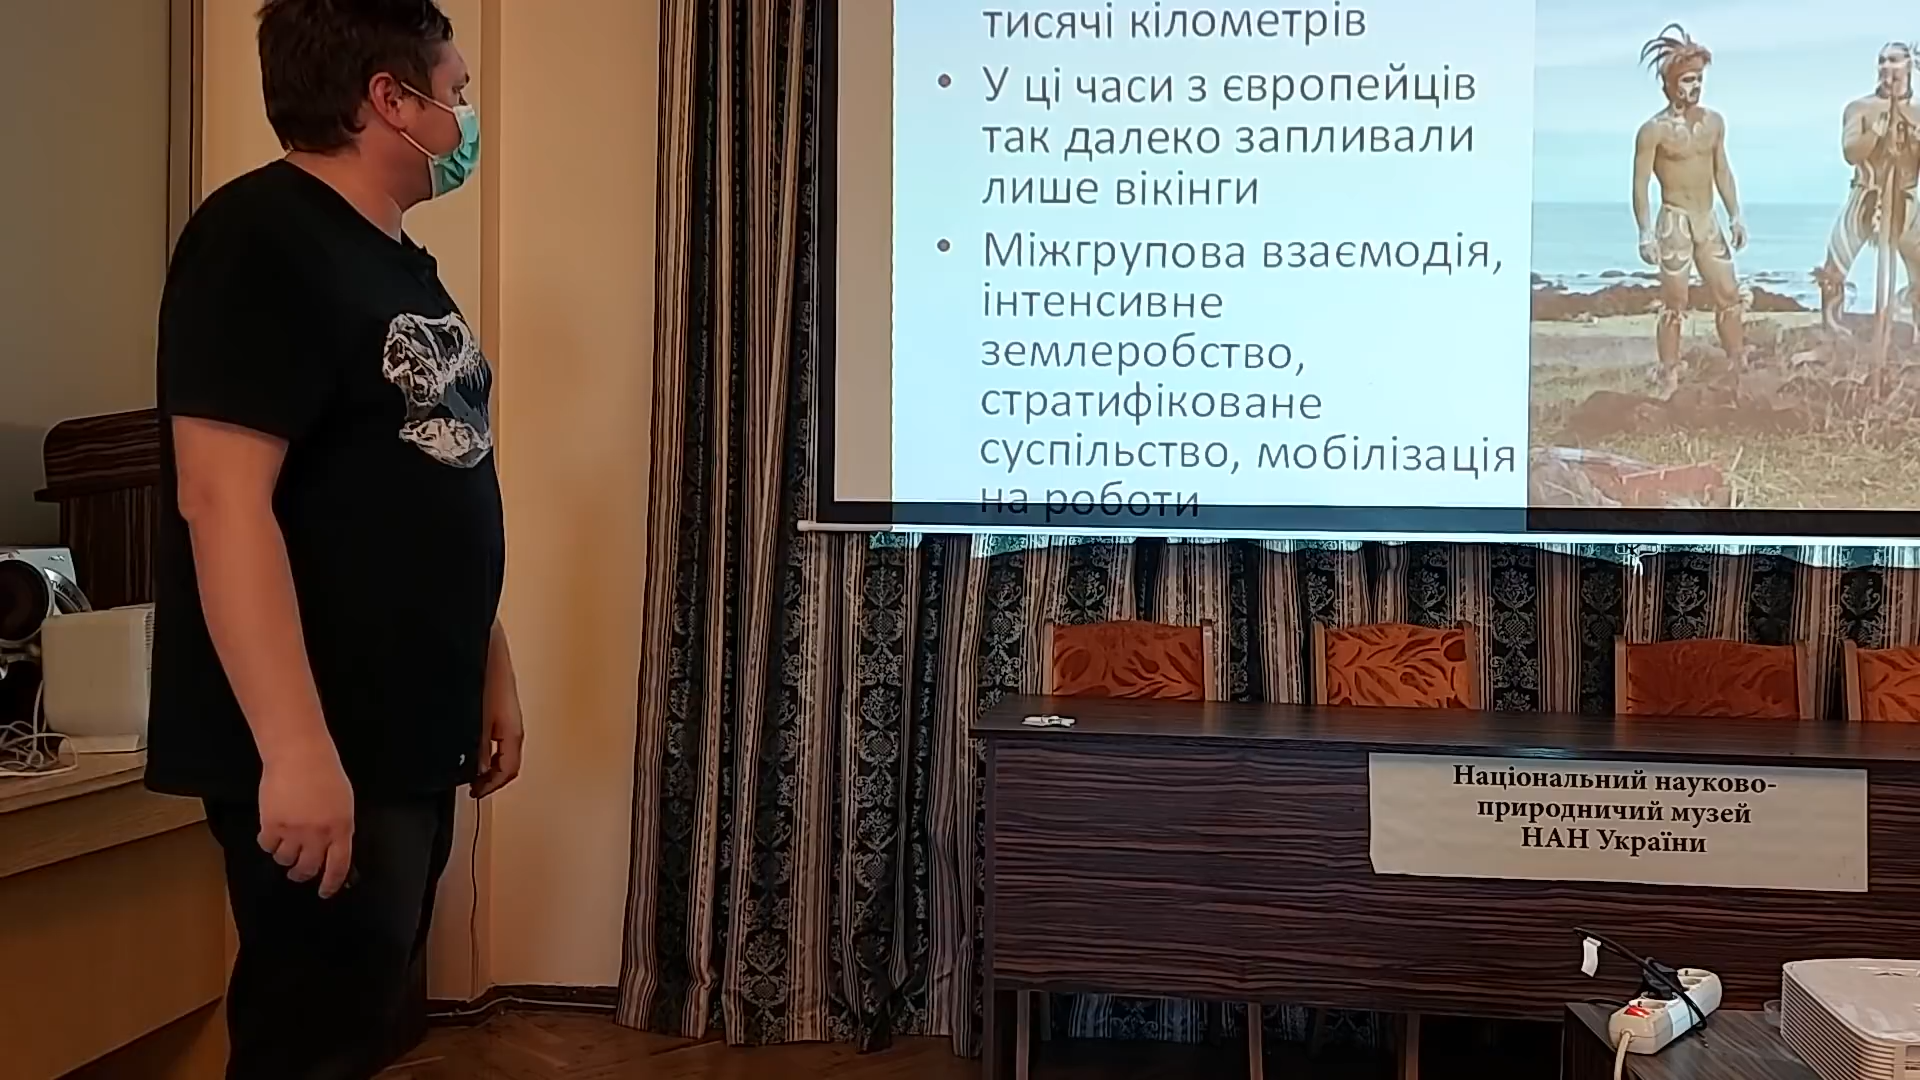 тисячі кілометрів
• У ці часи з європейців
так далеко запливали
лише вікінги
• Міжгрупова взаємодія,
інтенсивне
землеробство,
стратифіковане
суспільство, мобілізація
на роботи
Національний науково-
природничий музей
НАН України